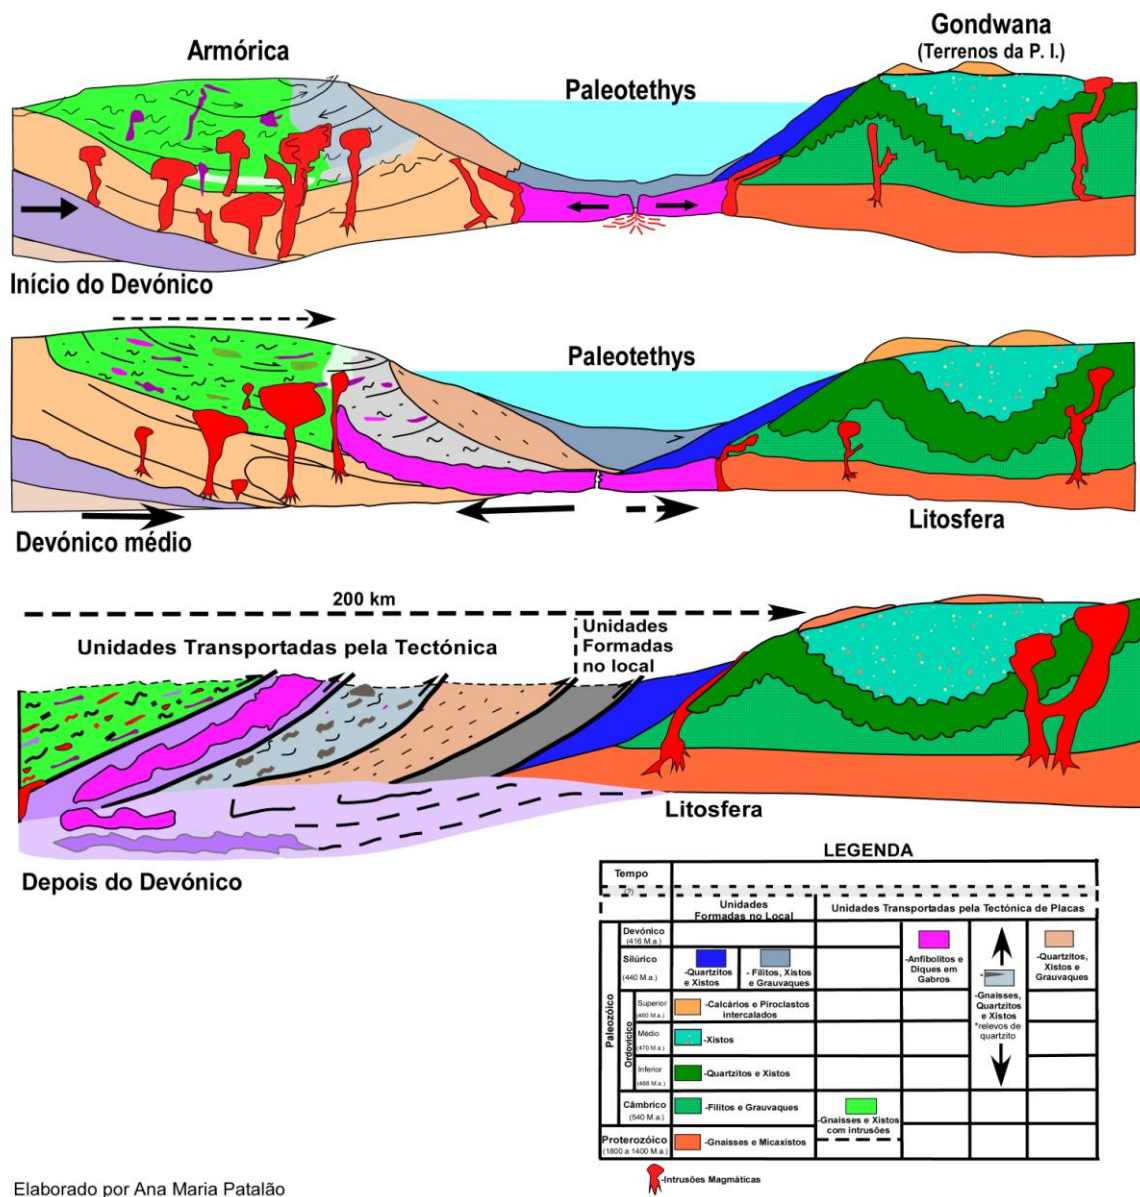 Armórica
Gondwana
(Terrenos da P. I.)
Paleotethys
Início do Devónico
Paleotethys
Litosfera
Devónico médio
200 km
Unidades Transportadas pela Tectónica
Unidades
Formadas
no local
Litosfera
Depois do Devónico
LEGENDA
Tempo
(?)
Unidades
Formadas no Local
Unidades Transportadas pela Tectónica de Placas
Paleozóico
Devónico
(416 M.a.)
-Anfibolitos e
Diques em
Gabros
-Quartzitos,
Xistos e
Grauvaques
Silúrico
(440 M.a.)
-Quartzitos
e Xistos
- Filitos, Xistos
e Grauvaques
-Gnaisses,
Quartzitos
e Xistos
*relevos de
quartzito
Ordovícico
Superior
(460 M.a.)
-Calcários e Piroclastos
intercalados
Médio
(470 M.a.)
-Xistos
Inferior
(488 M.a.)
-Quartzitos e Xistos
Câmbrico
(540 M.a.)
-Filitos e Grauvaques
-Gnaisses e Xistos
com intrusões
Proterozóico
(1800 a 1400 M.a.)
-Gnaisses e Micaxistos
-Intrusões Magmáticas
Elaborado por Ana Maria Patalão